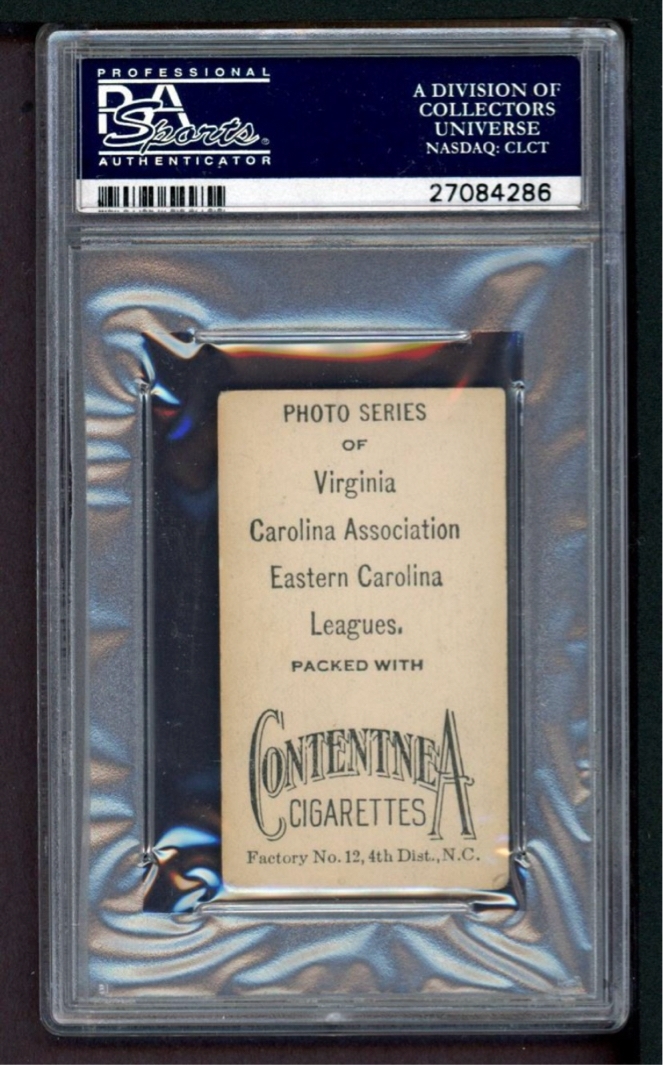 PROFESSIONAL
PSA
Sports
AUTHENTICATOR
A DIVISION OF
COLLECTORS
UNIVERSE
NASDAQ: CLCT
27084286
PHOTO SERIES
OF
Virginia
Carolina Association
Eastern Carolina
Leagues.
PACKED WITH
CONTENTNEA
CIGARETTES
Factory No. 12, 4th Dist., N.C.